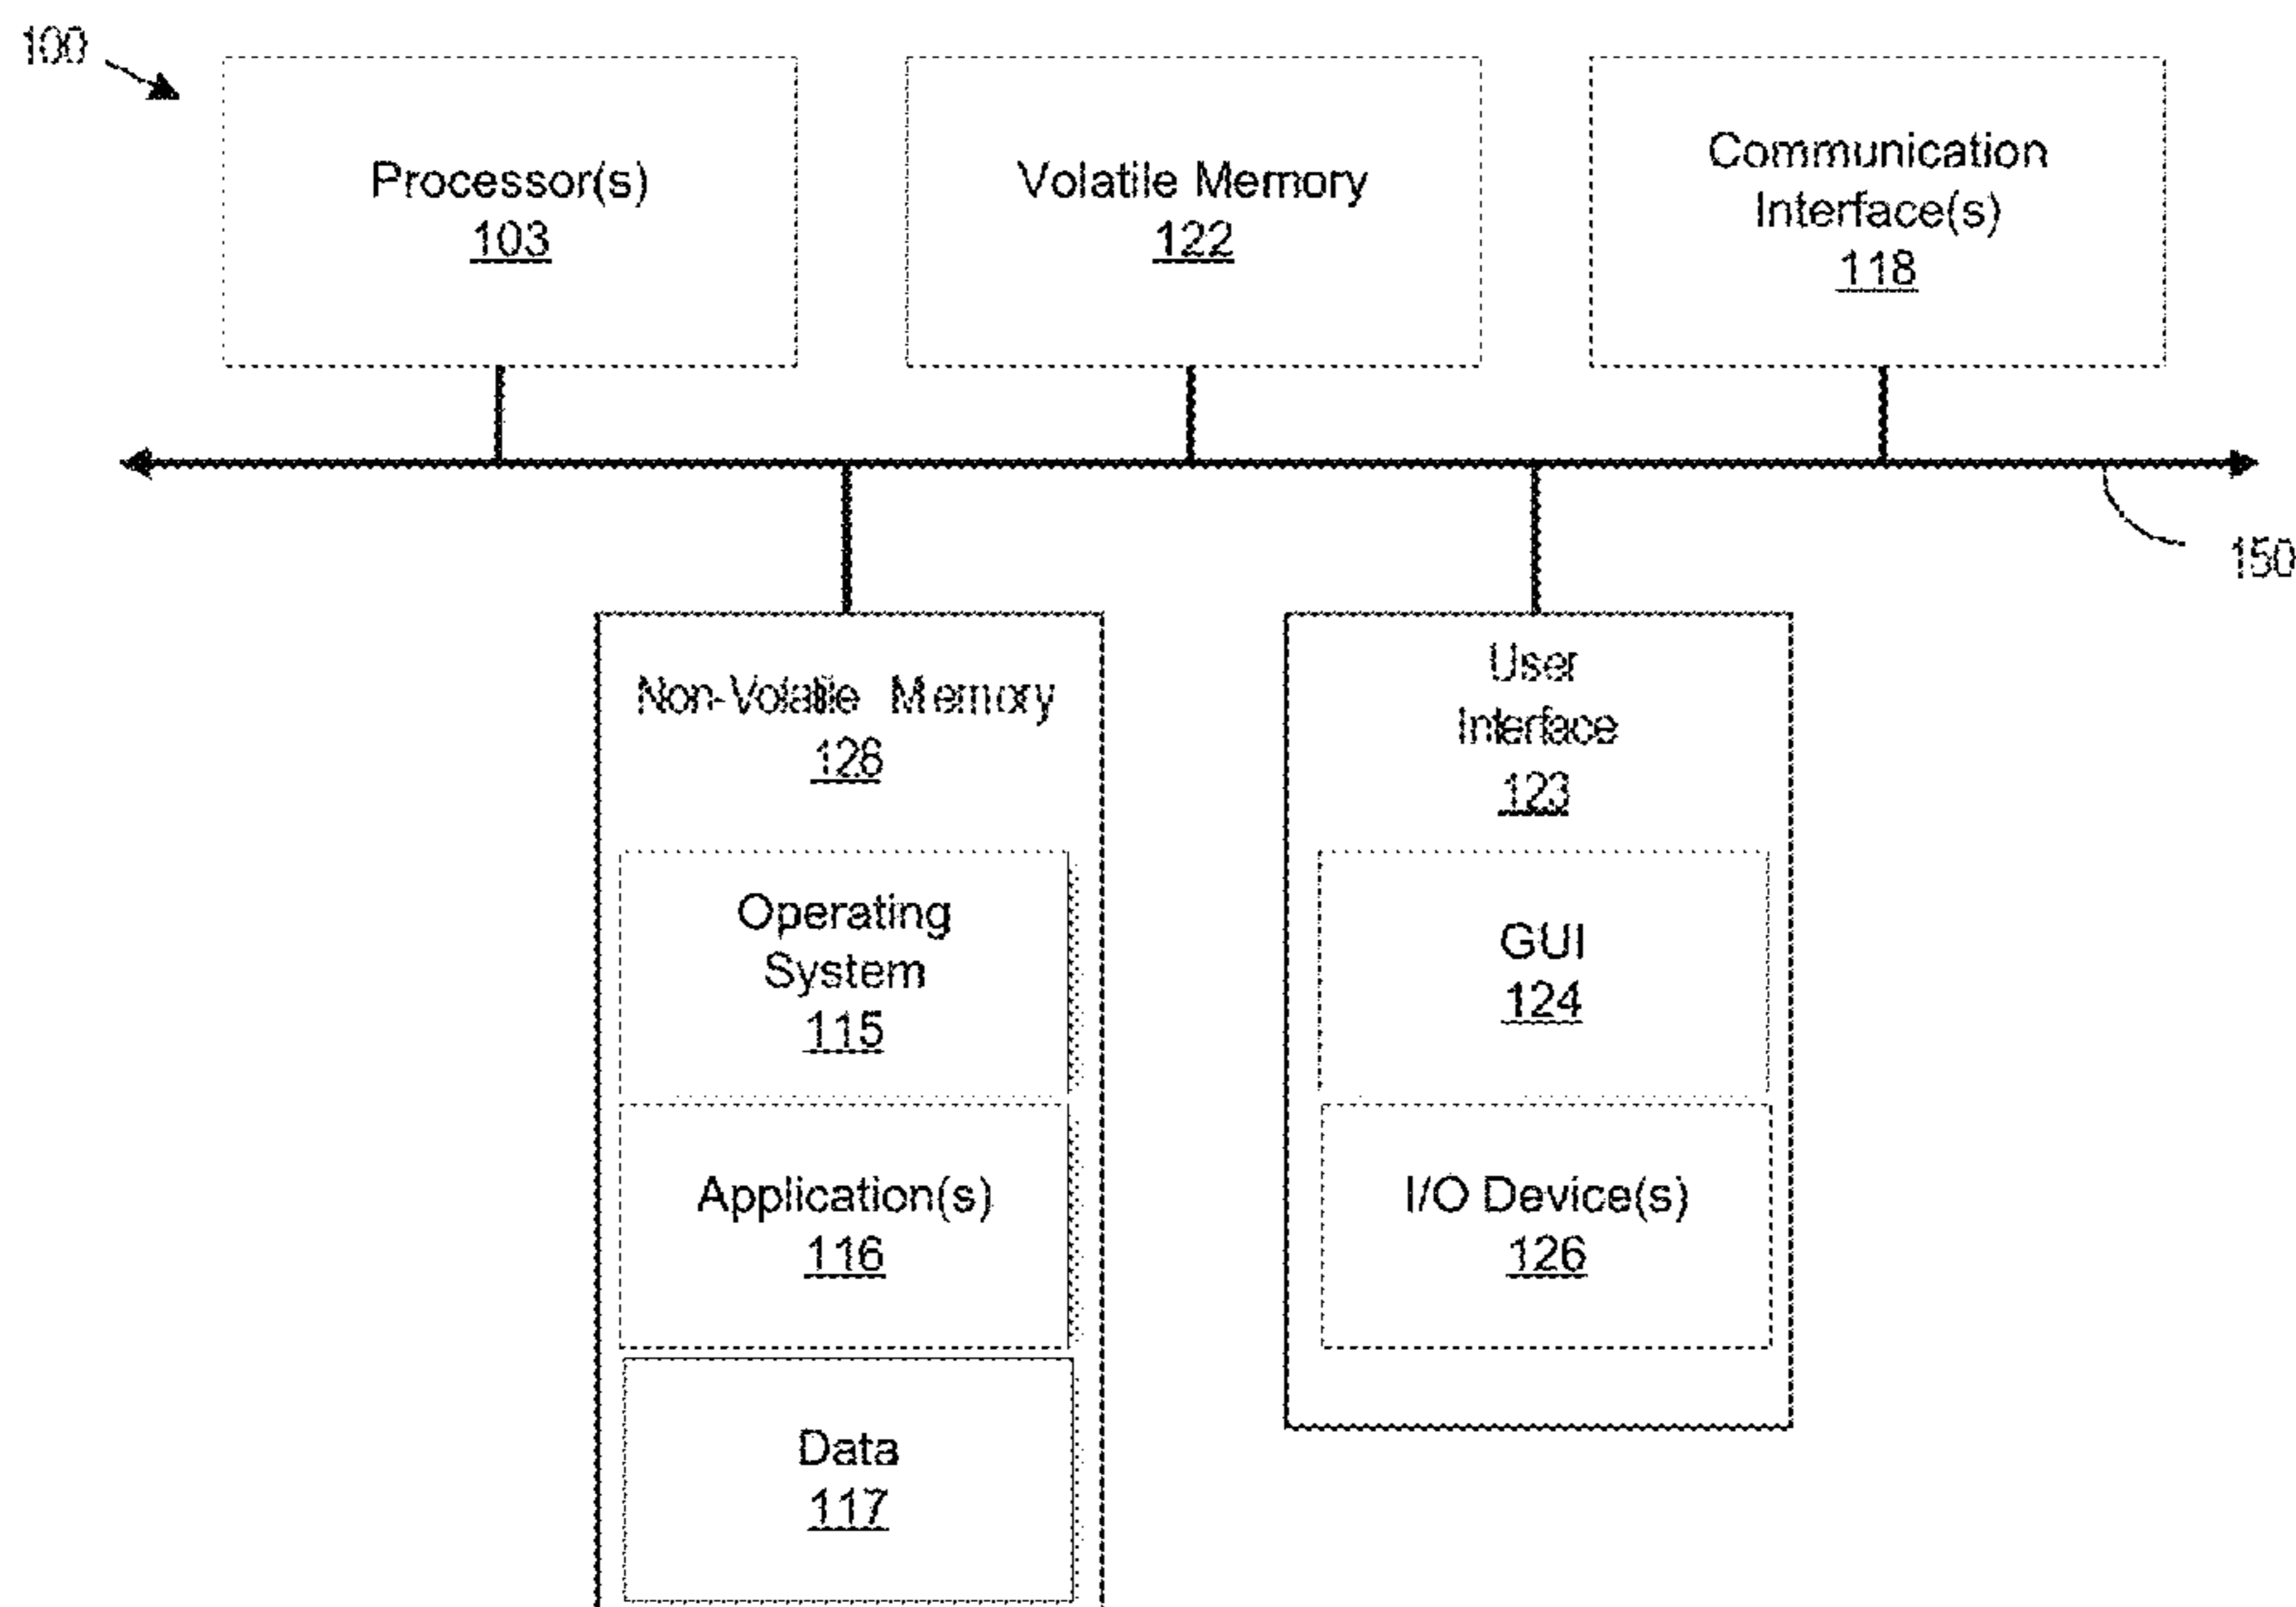 100
Processor(s)
103
Volatile Memory
122
Communication
Interface(s)
118
150
Non-Volatile Memory
128
Operating
System
115
Application(s)
116
Data
117
User
Interface
123
GUI
124
I/O Device(s)
126